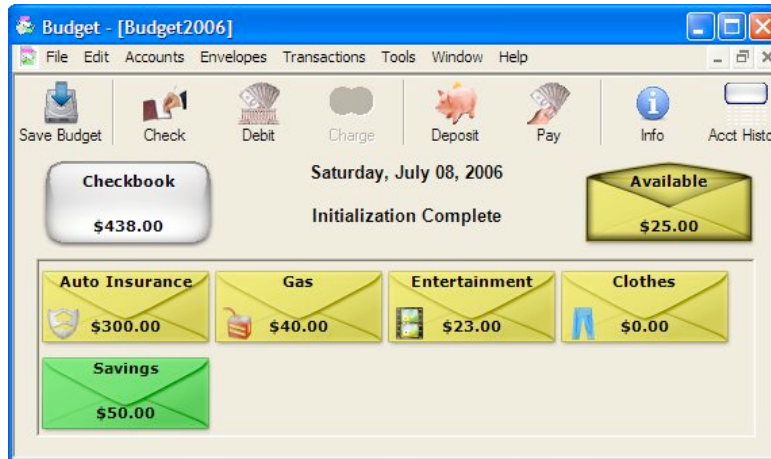 Budget - [Budget2006]
File Edit Accounts Envelopes Transactions Tools Window Help
Save Budget Check Debit Charge Deposit Pay Info Acct Histo
Saturday, July 08, 2006
Initialization Complete
Checkbook
$438.00
Available
$25.00
Auto Insurance
$300.00
Gas
$40.00
Entertainment
$23.00
Clothes
$0.00
Savings
$50.00